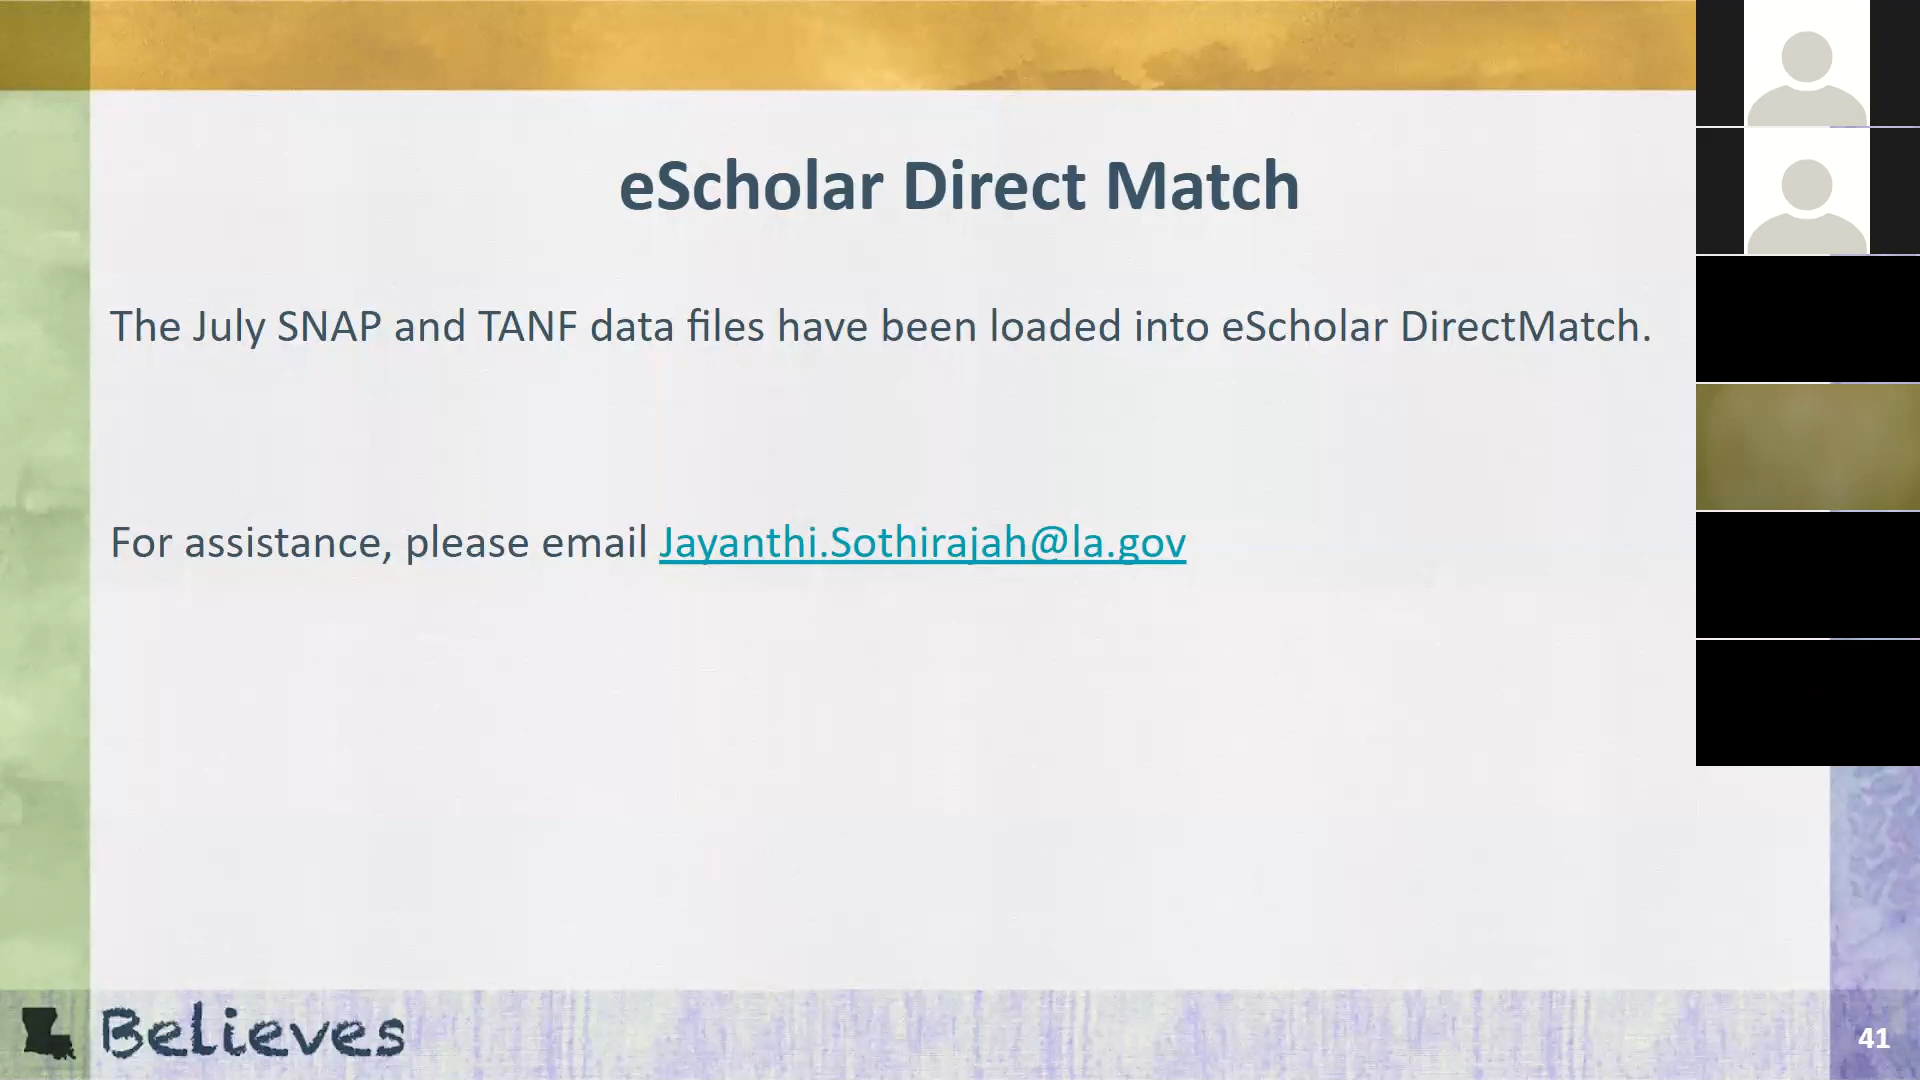 eScholar Direct Match
The July SNAP and TANF data files have been loaded into eScholar DirectMatch.
For assistance, please email Jayanthi.Sothirajah@la.gov
Believes
41